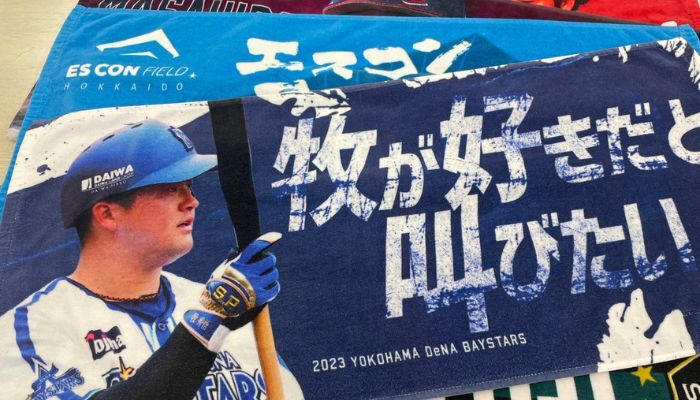 ES CON FIELD
HOKKAIDO
エスコン
牧が好きだと
叫びたい
2023 YOKOHAMA DeNA BAYSTARS
DAIWA
S.P
DeNA